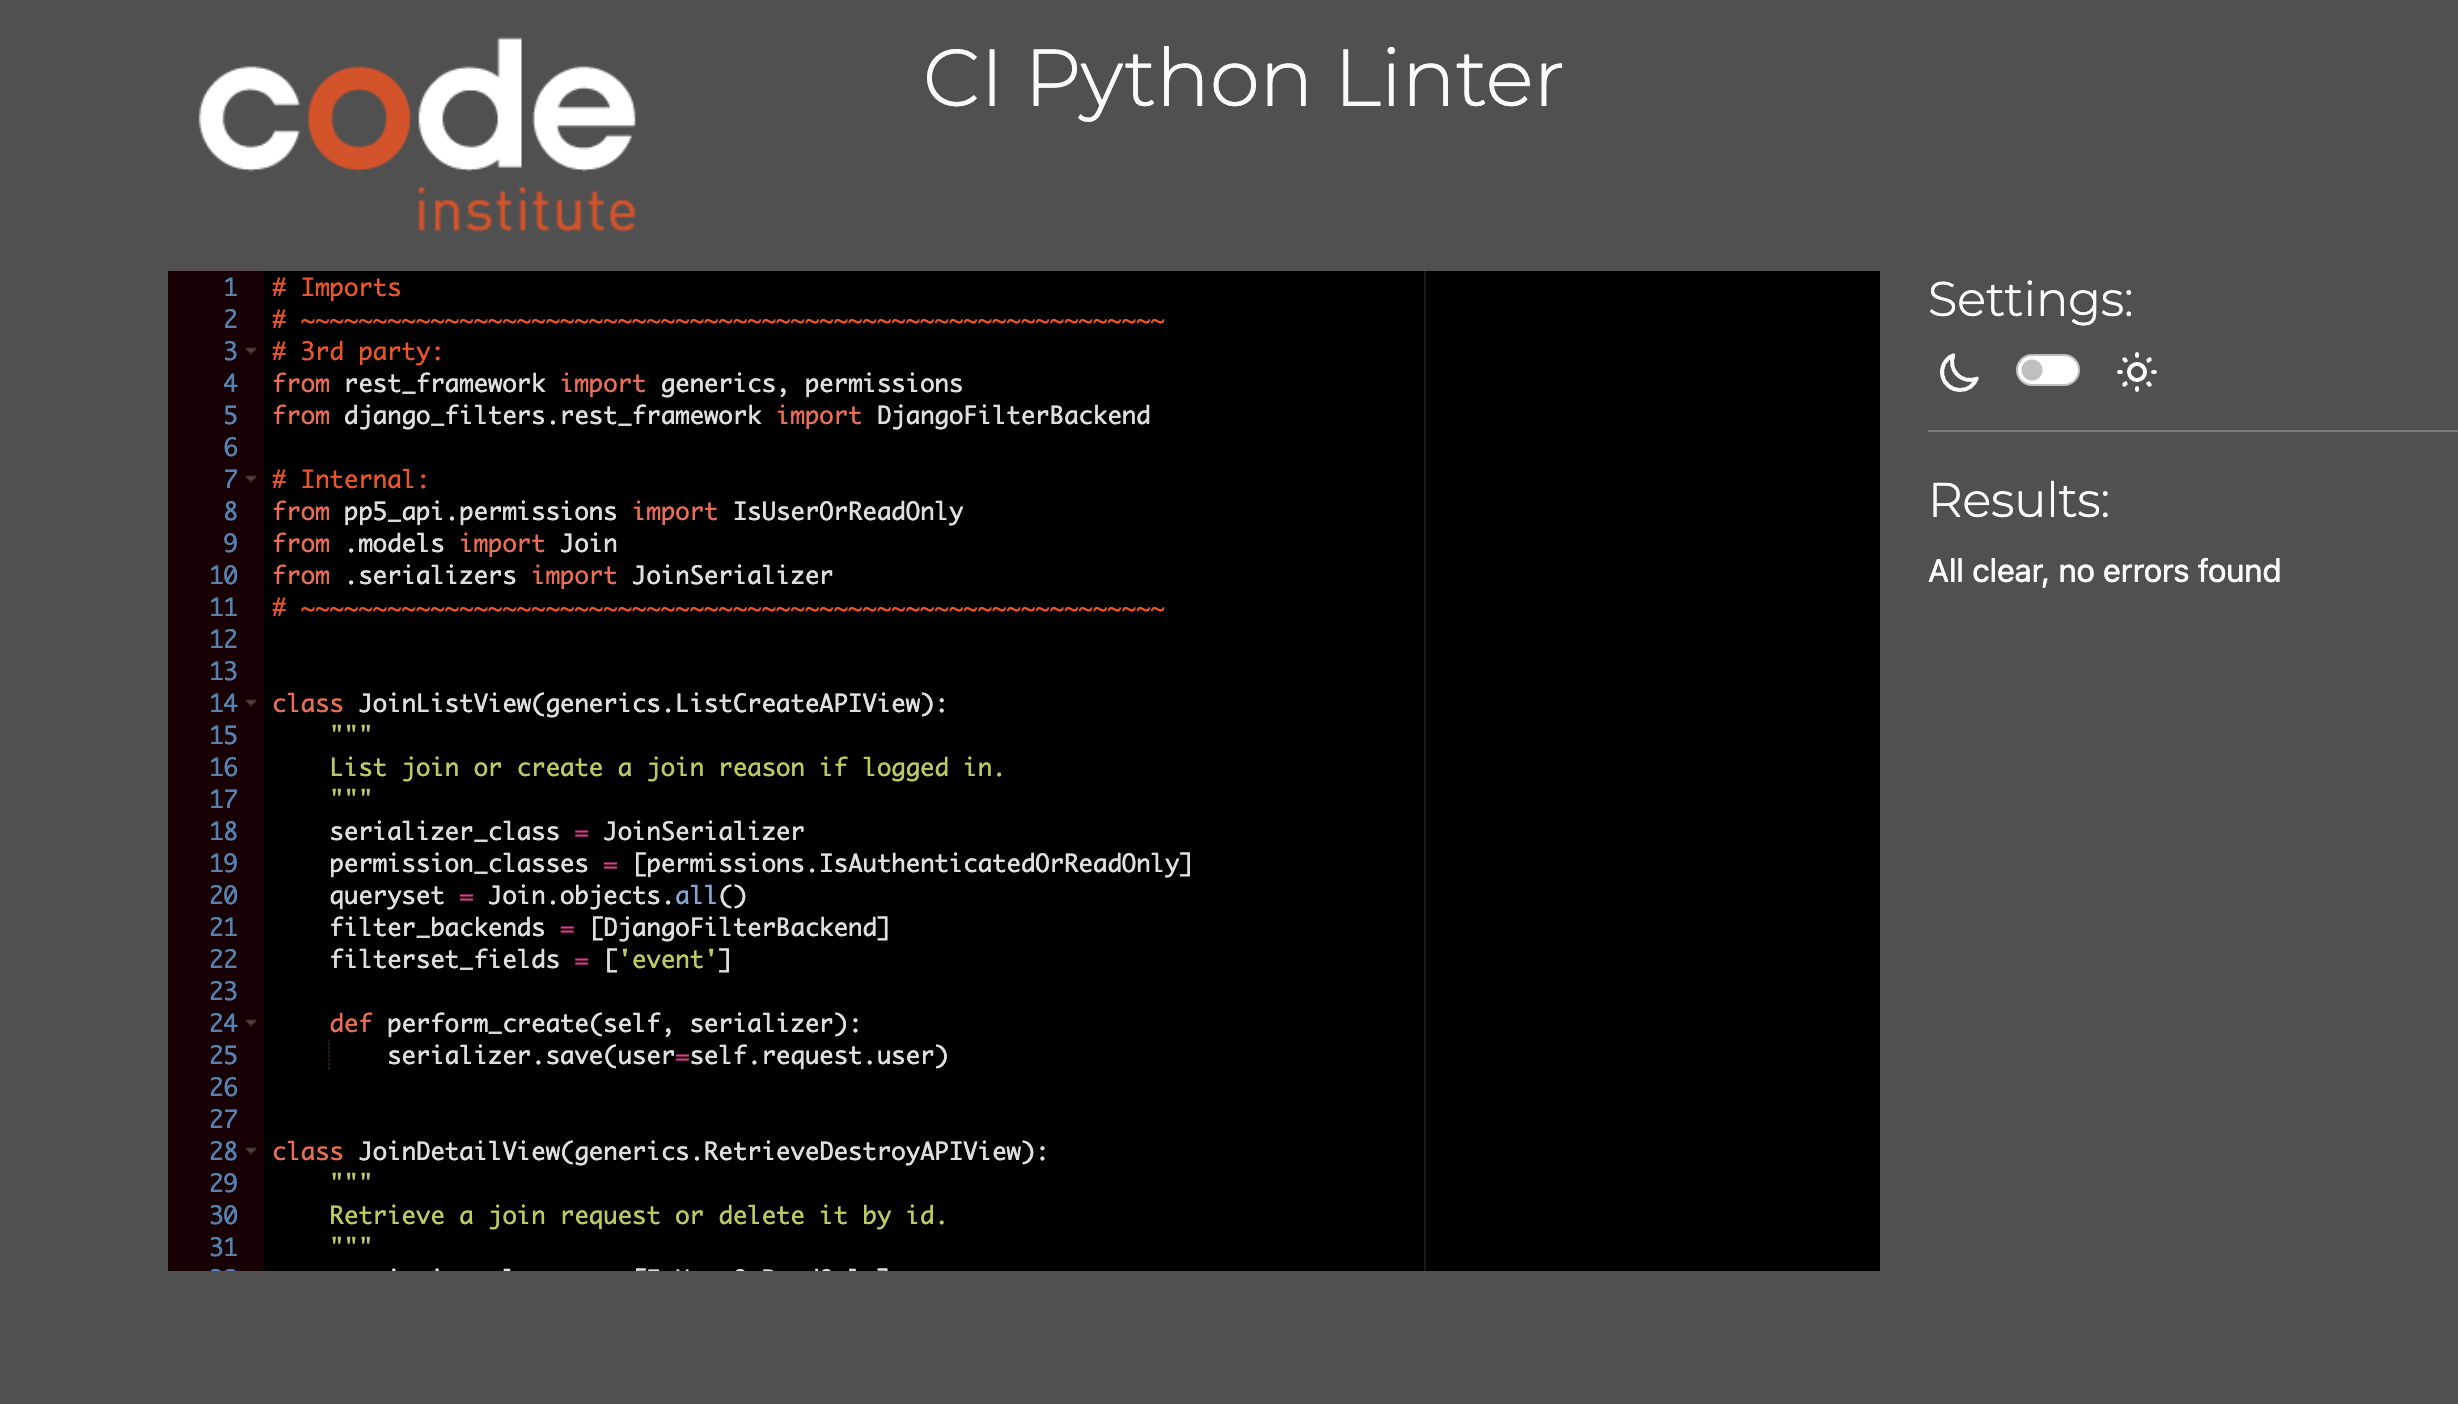 code
institute
CI Python Linter
1 # Imports
2 # ~~~~~~~~~~~~~~~~~~~~~~~~~~~~~~~~~~~~~~~~~~~~~~~~~~~~~~~~~~~~
3 # 3rd party:
4 from rest_framework import generics, permissions
5 from django_filters.rest_framework import DjangoFilterBackend
6
7 # Internal:
8 from pp5_api.permissions import IsUserOrReadOnly
9 from .models import Join
10 from .serializers import JoinSerializer
11 # ~~~~~~~~~~~~~~~~~~~~~~~~~~~~~~~~~~~~~~~~~~~~~~~~~~~~~~~~~~~~
12
13
14 class JoinListView(generics.ListCreateAPIView):
15     """
16     List join or create a join reason if logged in.
17     """
18     serializer_class = JoinSerializer
19     permission_classes = [permissions.IsAuthenticatedOrReadOnly]
20     queryset = Join.objects.all()
21     filter_backends = [DjangoFilterBackend]
22     filterset_fields = ['event']
23
24     def perform_create(self, serializer):
25         serializer.save(user=self.request.user)
26
27
28 class JoinDetailView(generics.RetrieveDestroyAPIView):
29     """
30     Retrieve a join request or delete it by id.
31     """
Settings:
Results:
All clear, no errors found